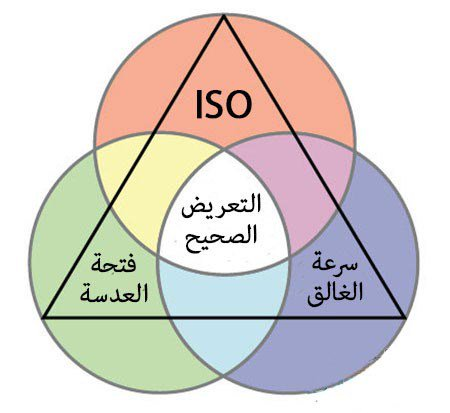 ISO
التعريض
الصحيح
سرعة
الغالق
فتحة
العدسة